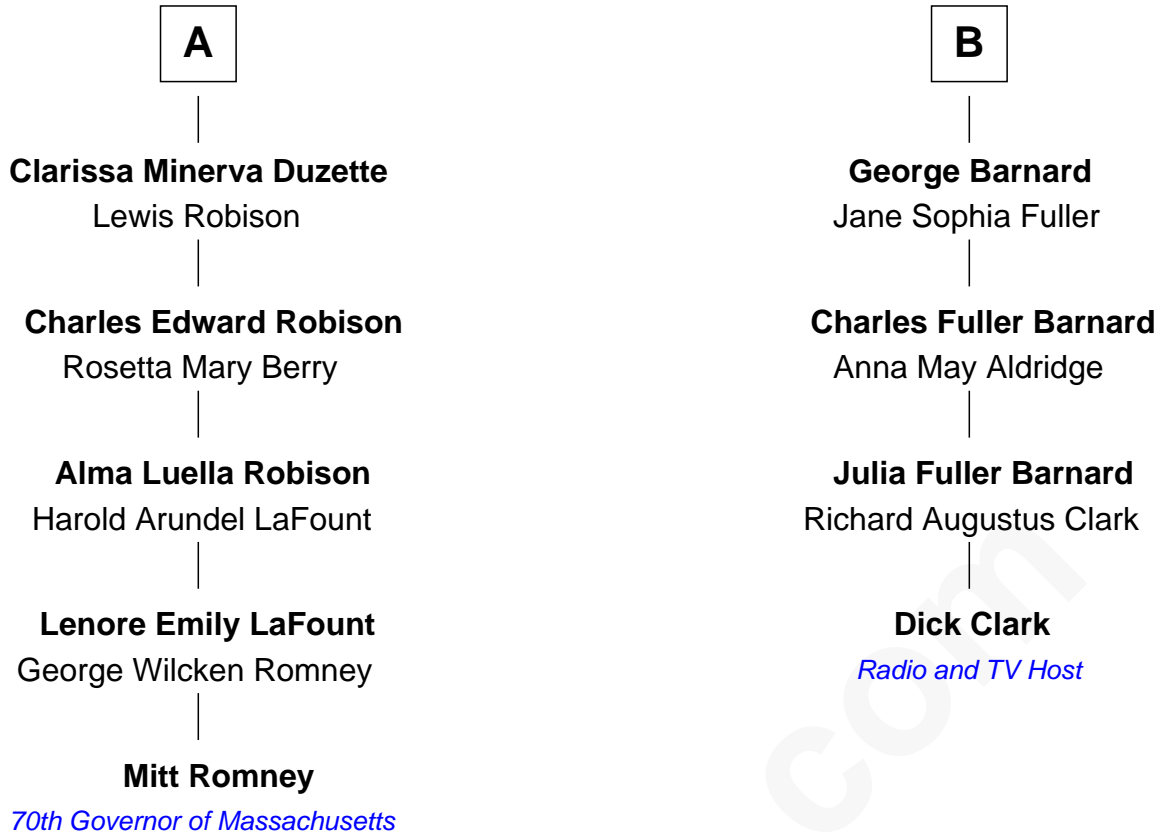 A
Clarissa Minerva Duzette
Lewis Robison
Charles Edward Robison
Rosetta Mary Berry
Alma Luella Robison
Harold Arundel LaFount
Lenore Emily LaFount
George Wilcken Romney
Mitt Romney
70th Governor of Massachusetts
B
George Barnard
Jane Sophia Fuller
Charles Fuller Barnard
Anna May Aldridge
Julia Fuller Barnard
Richard Augustus Clark
Dick Clark
Radio and TV Host
com